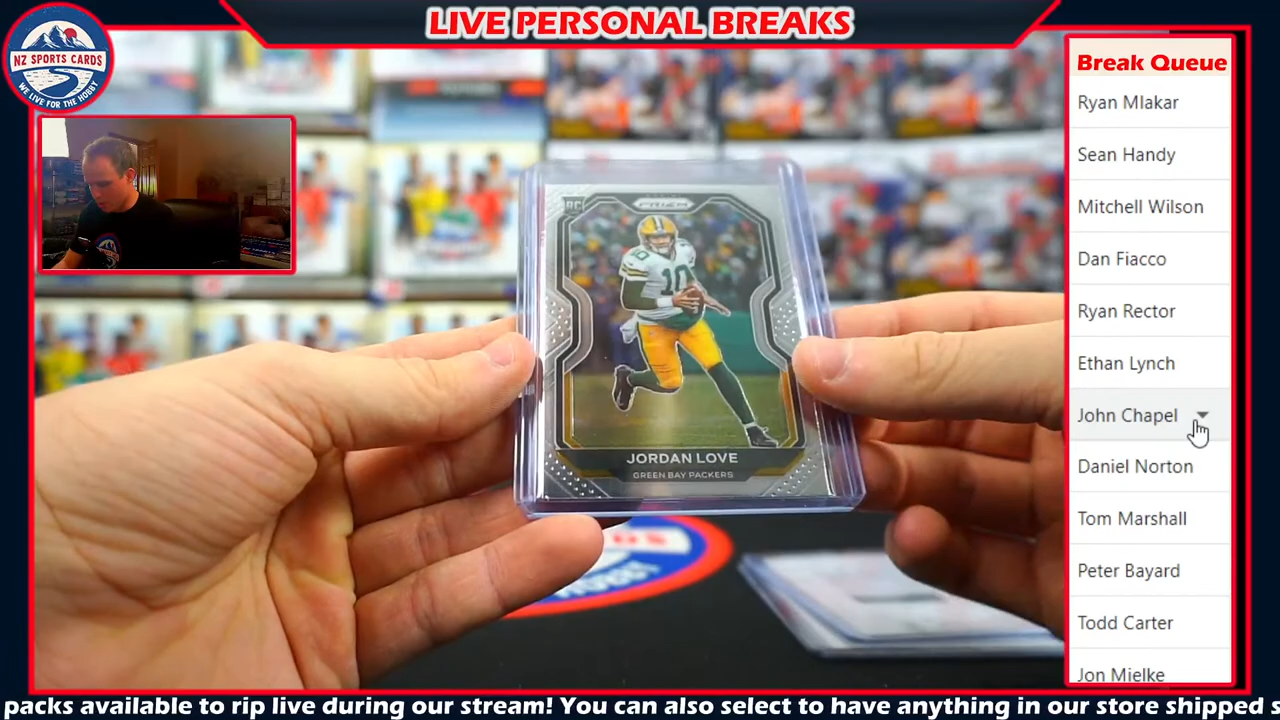 LIVE PERSONAL BREAKS
NZ SPORTS CARDS
WE LIVE FOR THE HOBBY
Break Queue
Ryan Mlakar
Sean Handy
Mitchell Wilson
Dan Fiacco
Ryan Rector
Ethan Lynch
John Chapel
Daniel Norton
Tom Marshall
Peter Bayard
Todd Carter
Jon Mielke
RC
PRIZM
10
10
JORDAN LOVE
GREEN BAY PACKERS
HOBBY
packs available to rip live during our stream! You can also select to have anything in our store shipped s